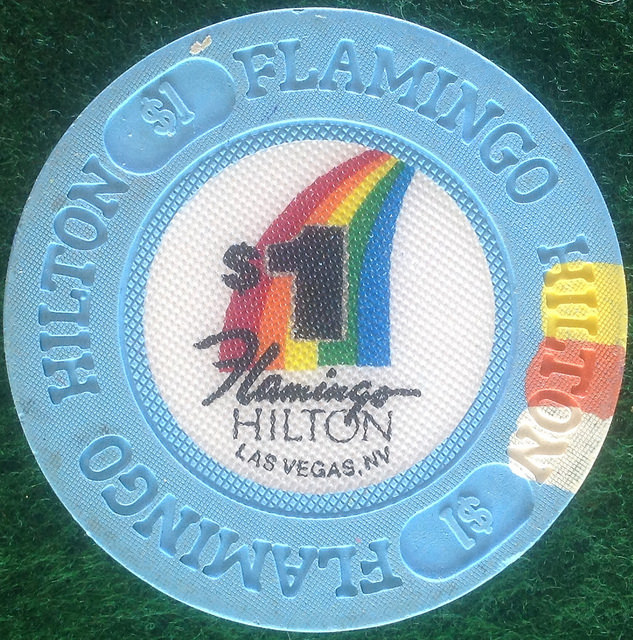 $1 FLAMINGO HILTON
$1 FLAMINGO HILTON
$1
Flamingo
HILTON
LAS VEGAS, NV